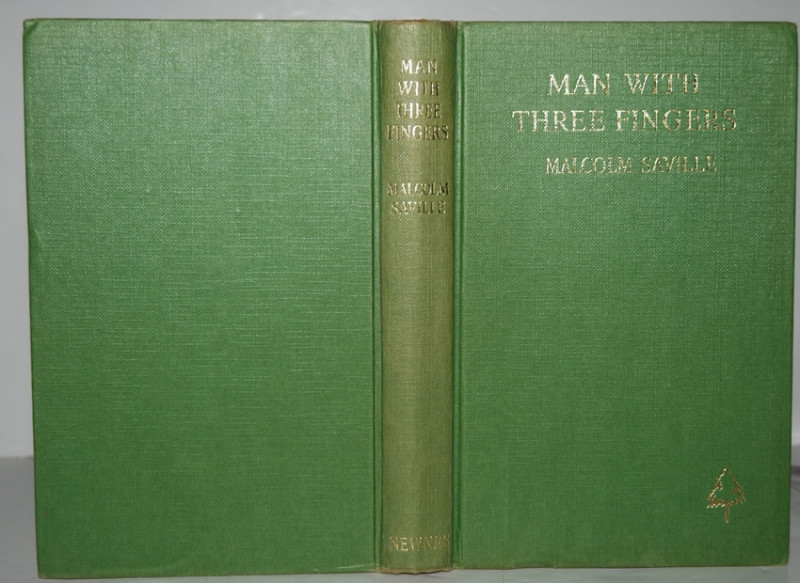 MAN
WITH
THREE
FINGERS
MALCOLM
SAVILLE
NEWNES
MAN WITH
THREE FINGERS
MALCOLM SAVILLE